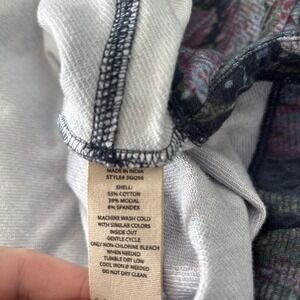 MADE IN INDIA
SHELL:
55% COTTON
39% MODAL
6% SPANDEX
MACHINE WASH COLD
WITH SIMILAR COLORS
INSIDE OUT
GENTLE CYCLE
ONLY NON-CHLORINE BLEACH
WHEN NEEDED
TUMBLE DRY LOW
COOL IRON IF NEEDED
DO NOT DRY CLEAN